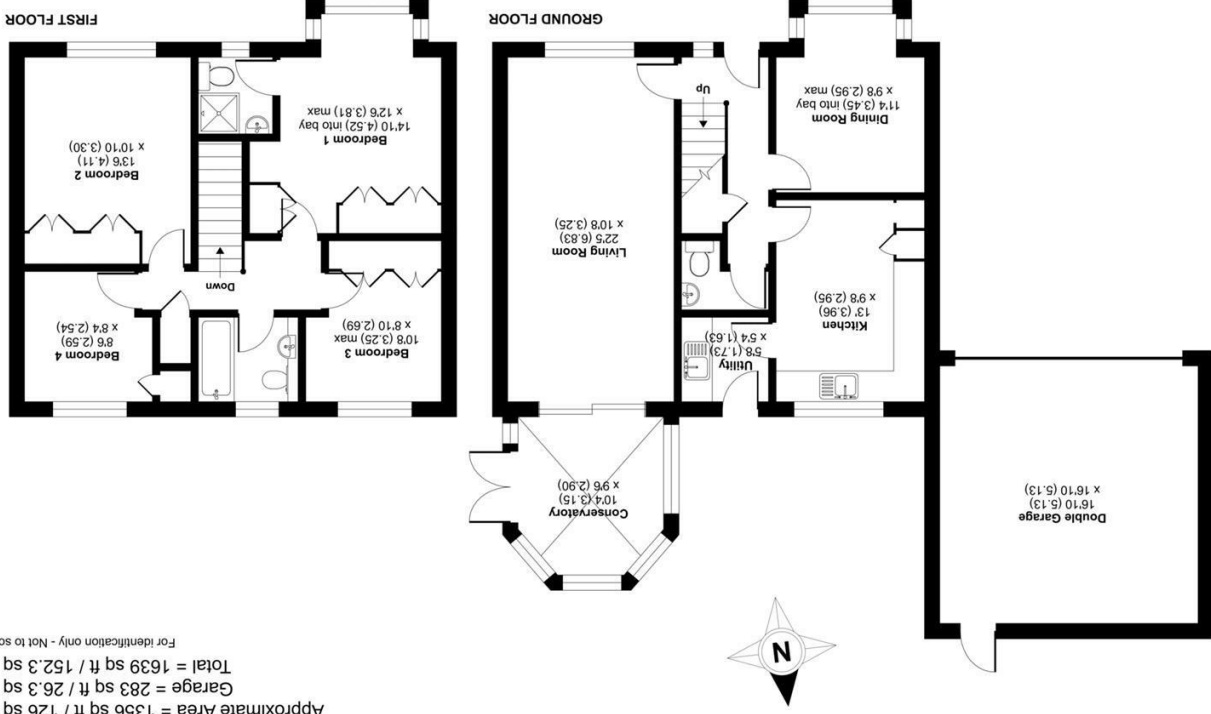 Approximate Area = 1356 sq ft / 126 sq
Garage = 283 sq ft / 26.3 sq
Total = 1639 sq ft / 152.3 sq
For identification only - Not to
N
Double Garage
16'10 (5.13)
x 16'10 (5.13)
Conservatory
10'4 (3.15)
x 9'6 (2.90)
Kitchen
13' (3.96)
x 9'8 (2.95)
Utility
5'8 (1.73)
x 5'4 (1.63)
Living Room
22'5 (6.83)
x 10'8 (3.25)
Dining Room
11'4 (3.45) into bay
x 9'8 (2.95) max
Up
GROUND FLOOR
Bedroom 3
10'8 (3.25) max
x 8'10 (2.69)
Bedroom 4
8'6 (2.59)
x 8'4 (2.54)
Down
Bedroom 1
14'10 (4.52) into bay
x 12'6 (3.81) max
Bedroom 2
13'6 (4.11)
x 10'10 (3.30)
FIRST FLOOR